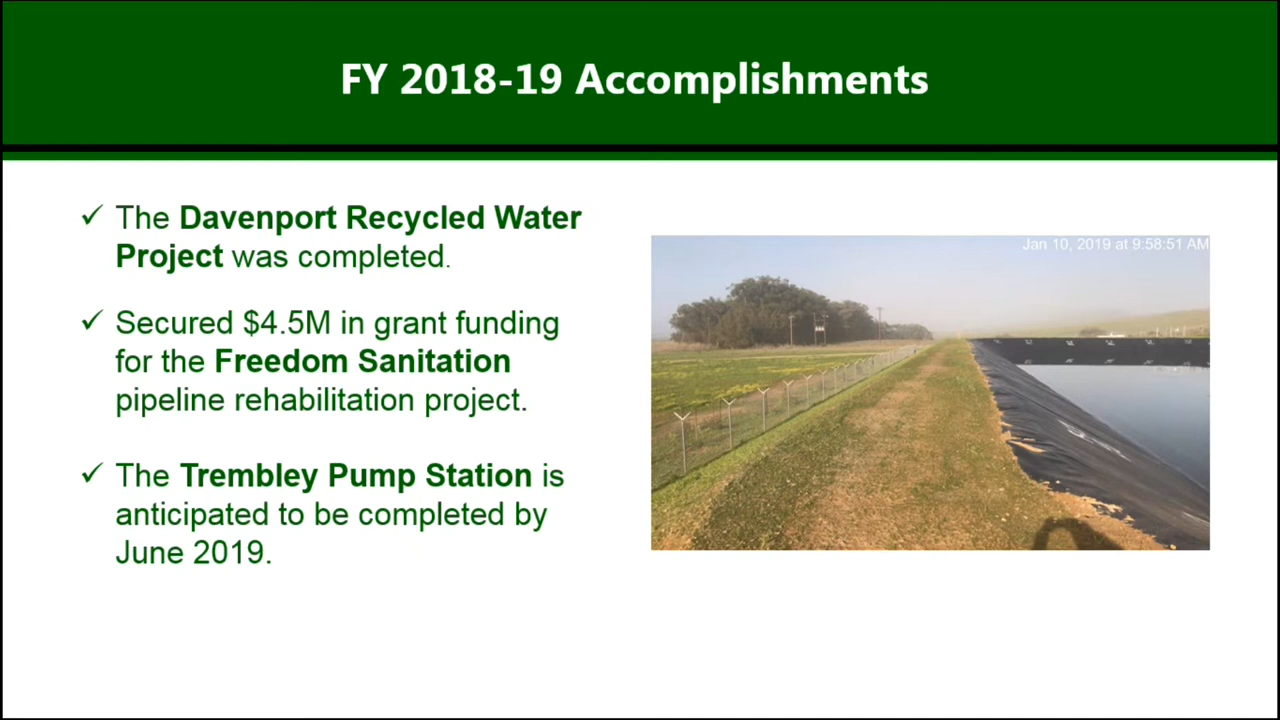 FY 2018-19 Accomplishments
✓ The Davenport Recycled Water
Project was completed.
✓ Secured $4.5M in grant funding
for the Freedom Sanitation
pipeline rehabilitation project.
✓ The Trembley Pump Station is
anticipated to be completed by
June 2019.
Jan 10, 2019 at 9:58:51 AM